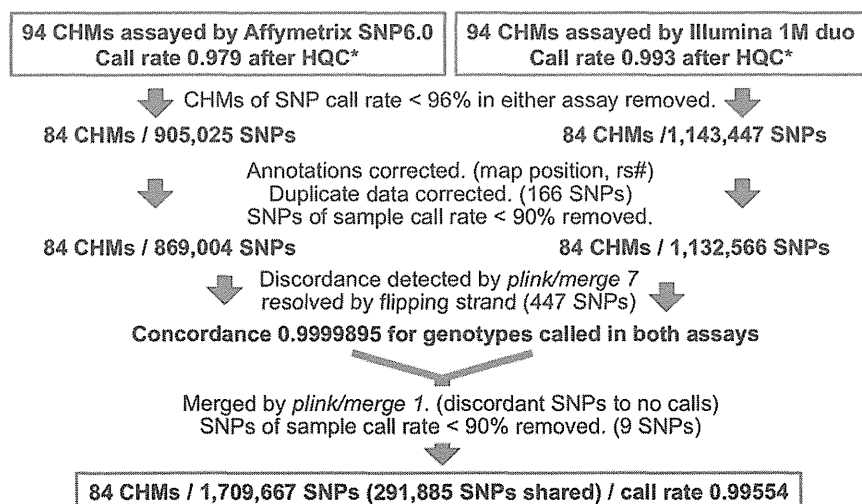 94 CHMs assayed by Affymetrix SNP6.0
Call rate 0.979 after HQC*
94 CHMs assayed by Illumina 1M duo
Call rate 0.993 after HQC*
CHMs of SNP call rate < 96% in either assay removed.
84 CHMs / 905,025 SNPs
84 CHMs /1,143,447 SNPs
Annotations corrected. (map position, rs#)
Duplicate data corrected. (166 SNPs)
SNPs of sample call rate < 90% removed.
84 CHMs / 869,004 SNPs
84 CHMs / 1,132,566 SNPs
Discordance detected by plink/merge 7
resolved by flipping strand (447 SNPs)
Concordance 0.9999895 for genotypes called in both assays
Merged by plink/merge 1. (discordant SNPs to no calls)
SNPs of sample call rate < 90% removed. (9 SNPs)
84 CHMs / 1,709,667 SNPs (291,885 SNPs shared) / call rate 0.99554